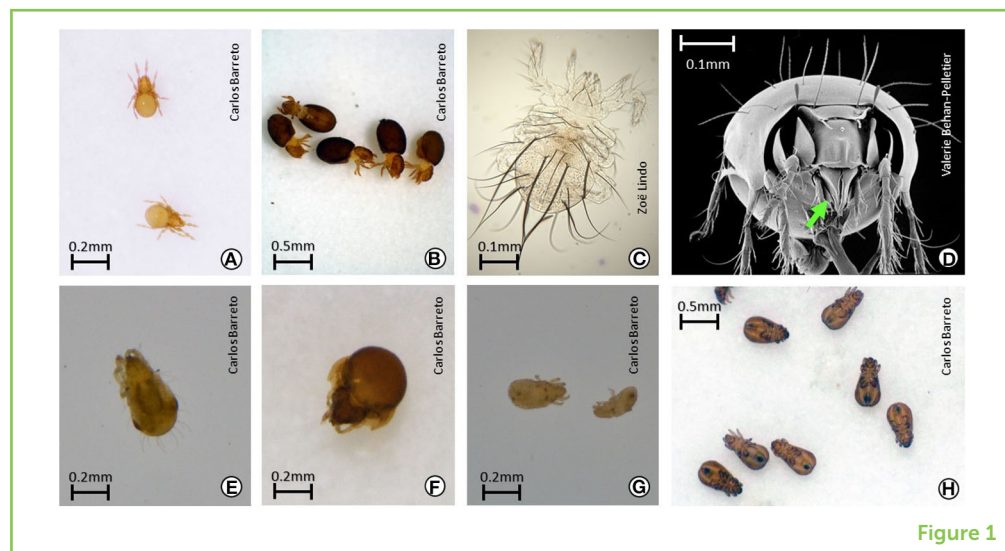 Carlos Barreto
0.2mm
A
Carlos Barreto
0.5mm
B
Zoë Lindo
0.1mm
C
0.1mm
Valerie Behan-Pelletier
D
Carlos Barreto
0.2mm
E
Carlos Barreto
0.2mm
F
Carlos Barreto
0.2mm
G
0.5mm
Carlos Barreto
H
Figure 1